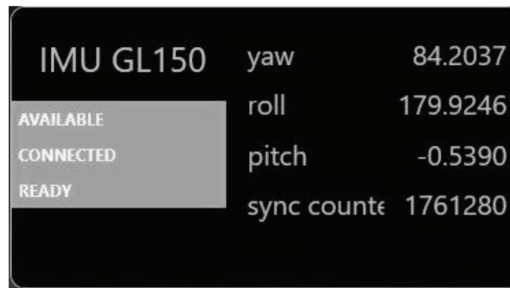 IMU GL150
AVAILABLE
CONNECTED
READY
yaw 84.2037
roll 179.9246
pitch -0.5390
sync counte 1761280